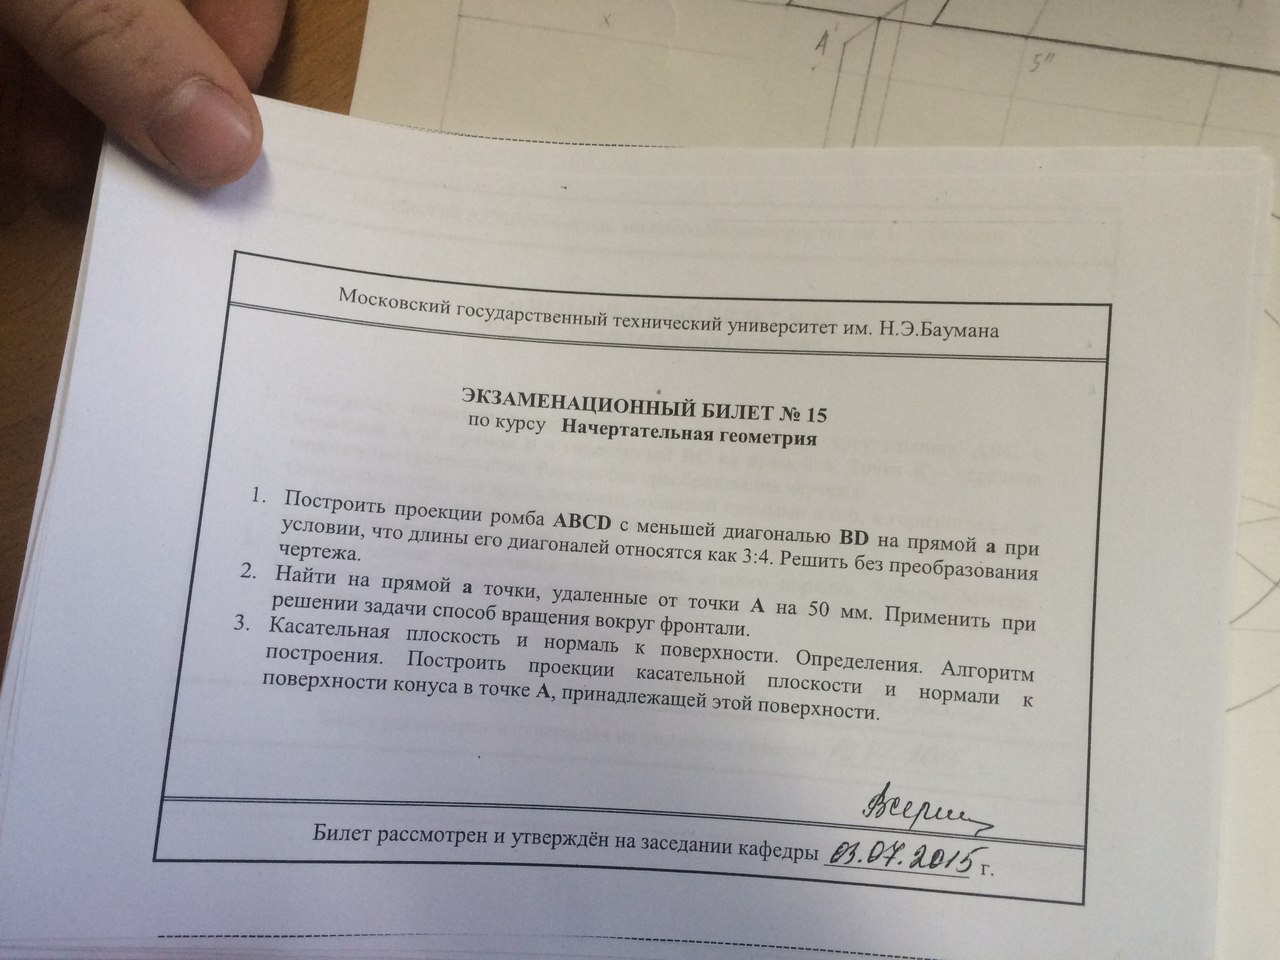 x
A
5"
Московский государственный технический университет им. Н.Э.Баумана
ЭКЗАМЕНАЦИОННЫЙ БИЛЕТ № 15
по курсу Начертательная геометрия
1. Построить проекции ромба ABCD с меньшей диагональю BD на прямой a при
условии, что длины его диагоналей относятся как 3:4. Решить без преобразования
чертежа.
2. Найти на прямой a точки, удаленные от точки A на 50 мм. Применить при
решении задачи способ вращения вокруг фронтали.
3. Касательная плоскость и нормаль к поверхности. Определения. Алгоритм
построения. Построить проекции касательной плоскости и нормали к
поверхности конуса в точке A, принадлежащей этой поверхности.
Билет рассмотрен и утверждён на заседании кафедры 03.07.2015 г.